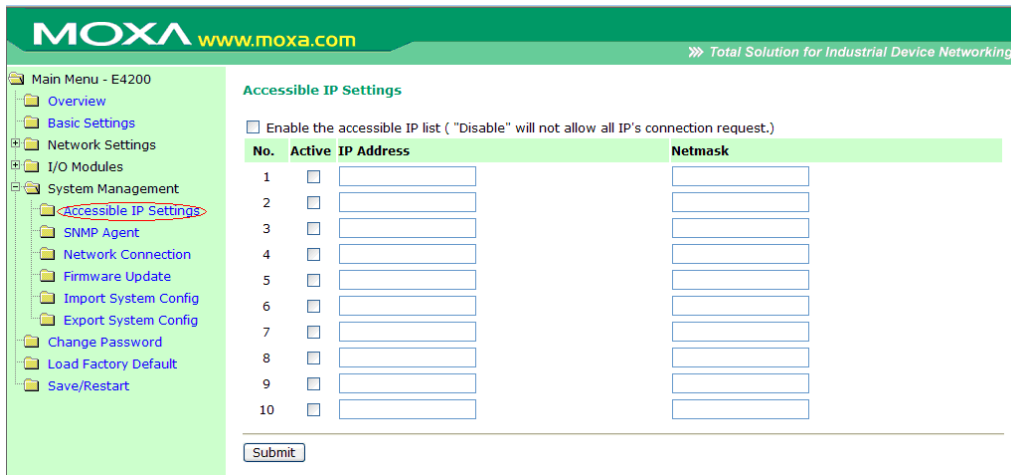 MOXA www.moxa.com
Total Solution for Industrial Device Networking
Main Menu - E4200
Overview
Basic Settings
Network Settings
I/O Modules
System Management
Accessible IP Settings
SNMP Agent
Network Connection
Firmware Update
Import System Config
Export System Config
Change Password
Load Factory Default
Save/Restart
Accessible IP Settings
Enable the accessible IP list ( "Disable" will not allow all IP's connection request.)
No. Active IP Address Netmask
1
2
3
4
5
6
7
8
9
10
Submit